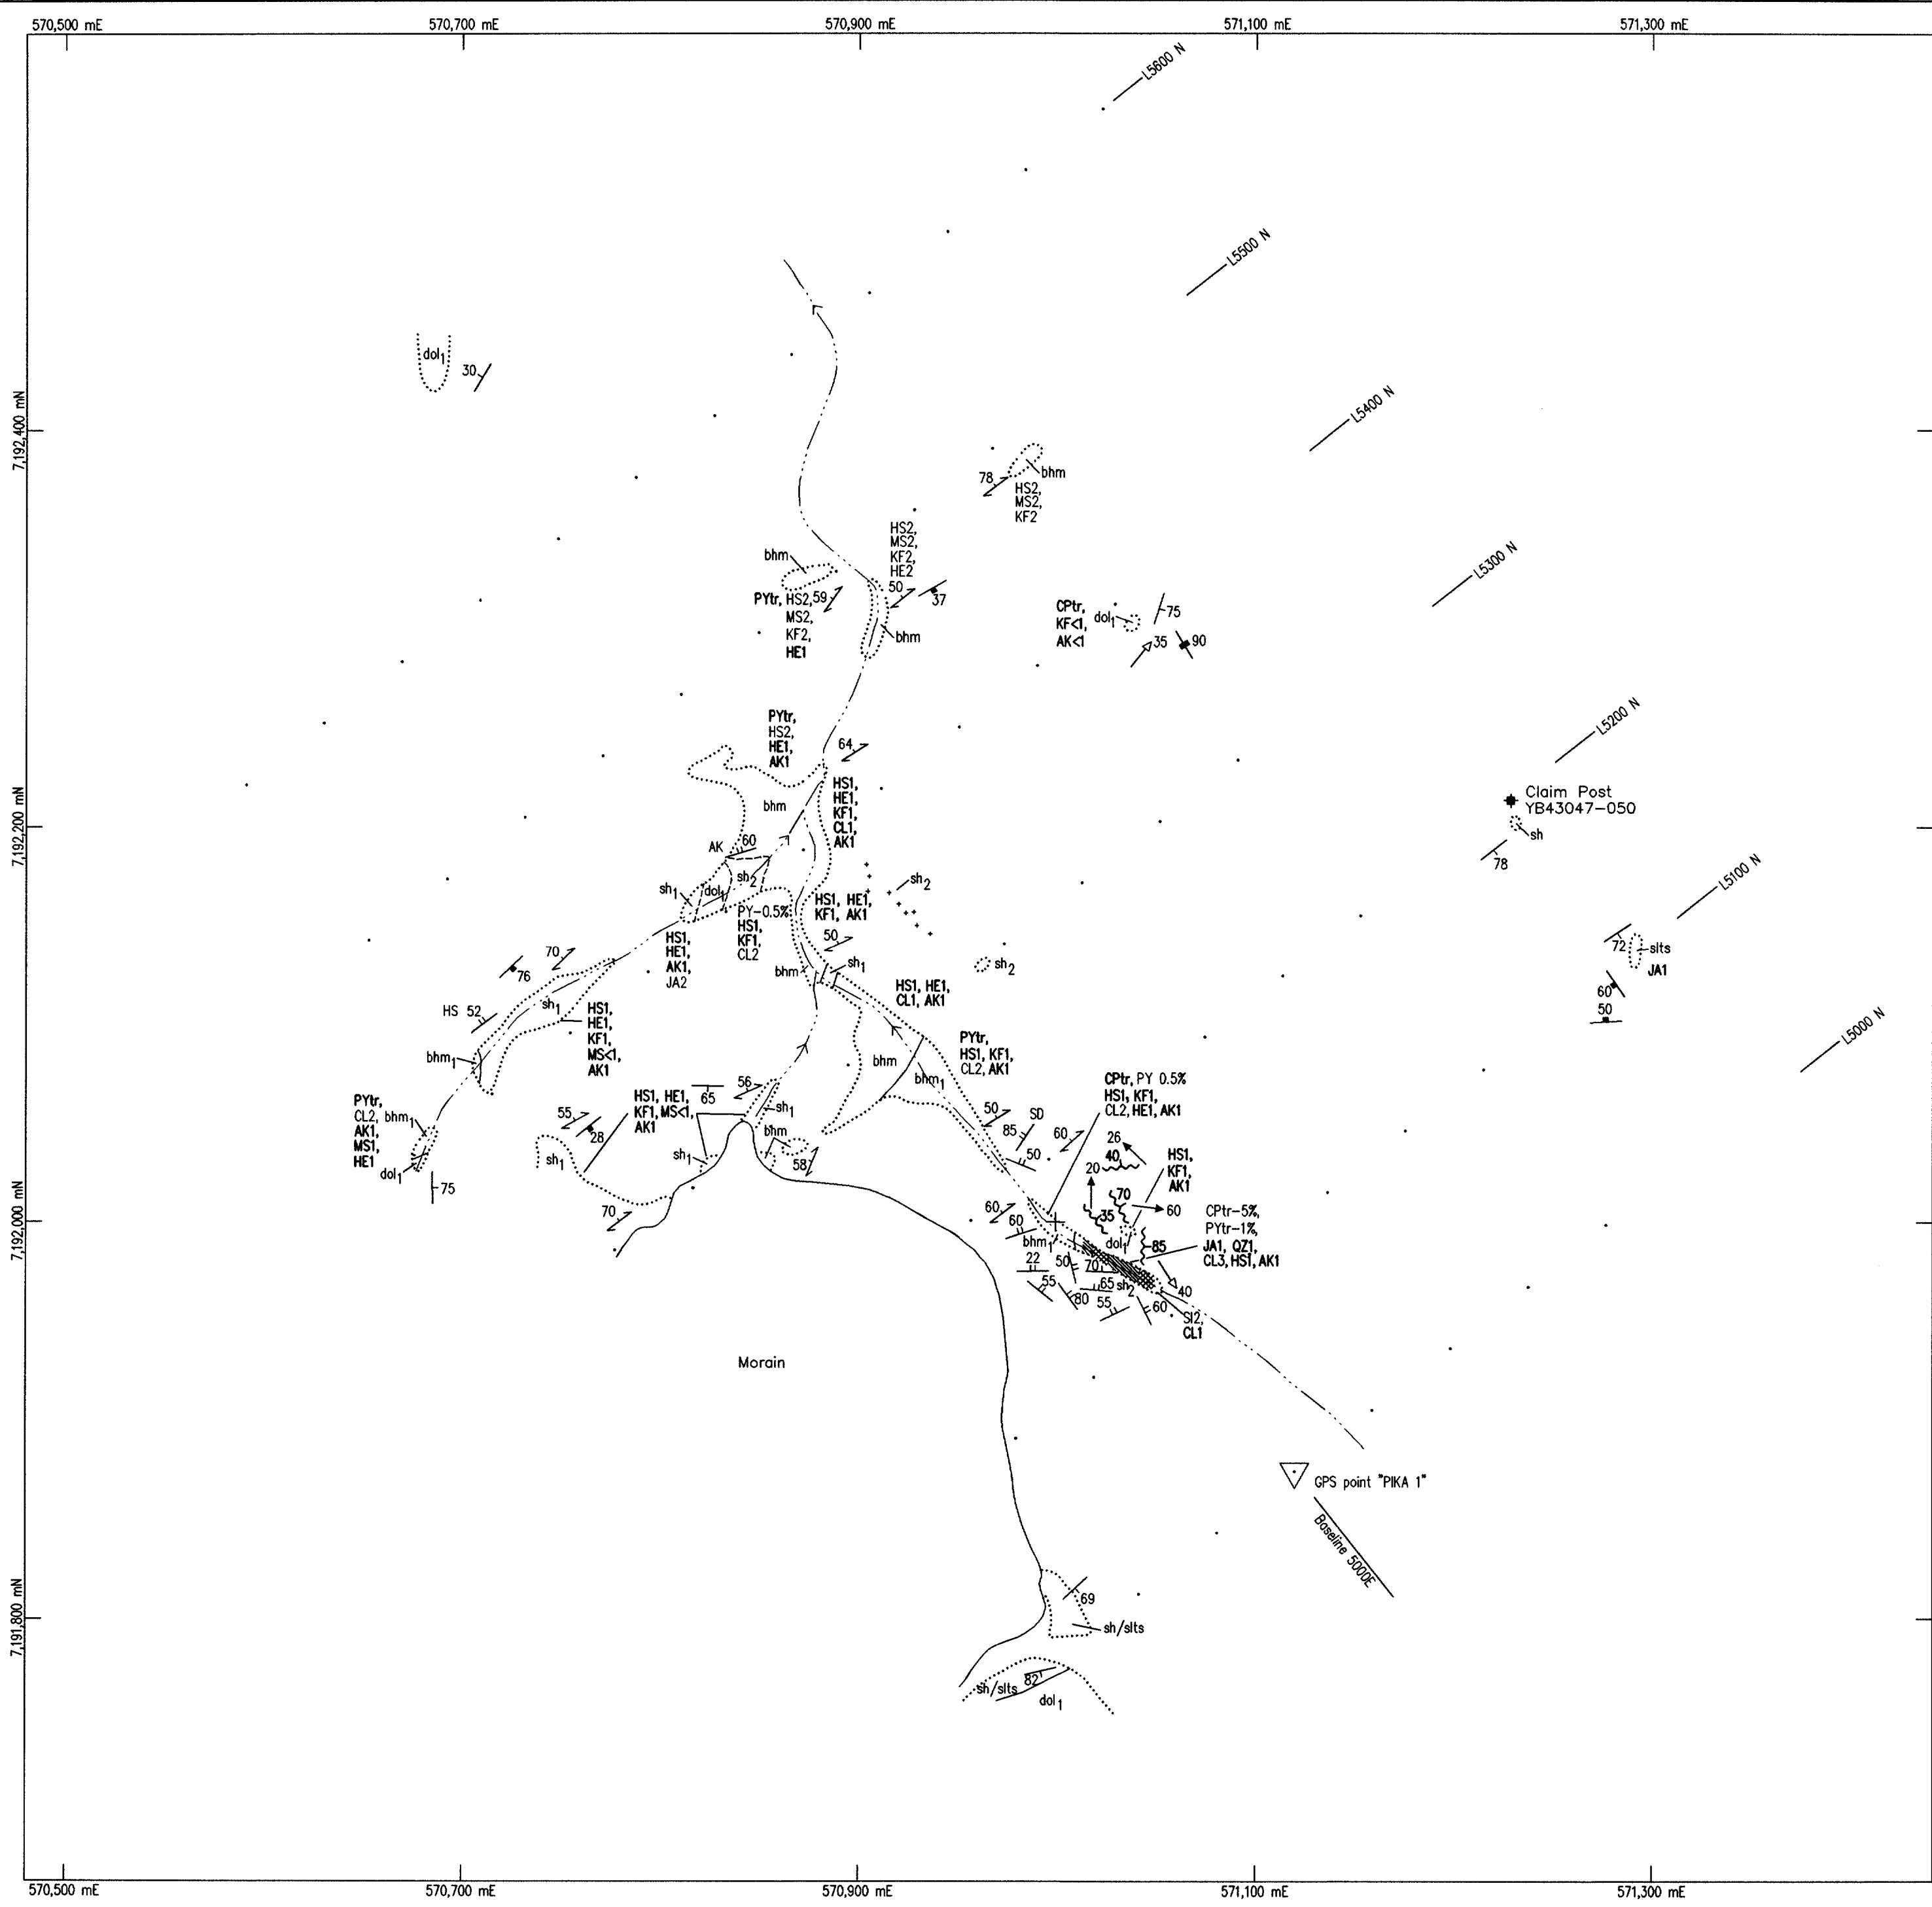 570,500 mE
570,700 mE
570,900 mE
571,100 mE
571,300 mE
L5600 N
L5500 N
dol1
30
7,192,400 mN
L5400 N
78
bhm
HS2,
MS2,
KF2
HS2,
MS2,
KF2,
HE2
bhm
50
37
PYtr, HS2,
MS2,
KF2,
HE1
59
bhm
L5300 N
CPtr,
KF<1,
AK<1
dol1
75
35
90
L5200 N
PYtr,
HS2,
HE1,
AK1
64
bhm
HS1,
HE1,
KF1,
CL1,
AK1
7,192,200 mN
Claim Post
YB43047-050
sh
78
AK
60
sh1
dol1
sh2
sh2
PY-0.5%
HS1,
KF1,
CL2
HS1, HE1,
KF1, AK1
L5100 N
HS1,
HE1,
AK1,
JA2
50
70
76
72
slts
JA1
60
50
bhm
sh1
sh2
HS1, HE1,
CL1, AK1
HS 52
sh1
HS1,
HE1,
KF1,
MS<1,
AK1
L5000 N
bhm1
bhm
bhm1
PYtr,
HS1, KF1,
CL2, AK1
PYtr,
CL2, bhm1
AK1,
MS1,
HE1
dol1
75
55
28
HS1, HE1,
KF1, MS<1,
AK1
65
56
sh1
sh1
sh1
bhm
58
70
CPtr, PY 0.5%
HS1, KF1,
CL2, HE1, AK1
50
SD
85
60
50
26
40
20
HS1,
KF1,
AK1
70
60
35
CPtr-5%,
PYtr-1%,
JA1, QZ1,
CL3, HS1, AK1
60
60
bhm1
dol1
85
7,192,000 mN
22
50
70
55
65
sh2
80
55
60
40
SI2,
CL1
Morain
GPS point "PIKA 1"
Baseline 5000E
69
sh/slts
7,191,800 mN
sh/slts
82
dol1
570,500 mE
570,700 mE
570,900 mE
571,100 mE
571,300 mE